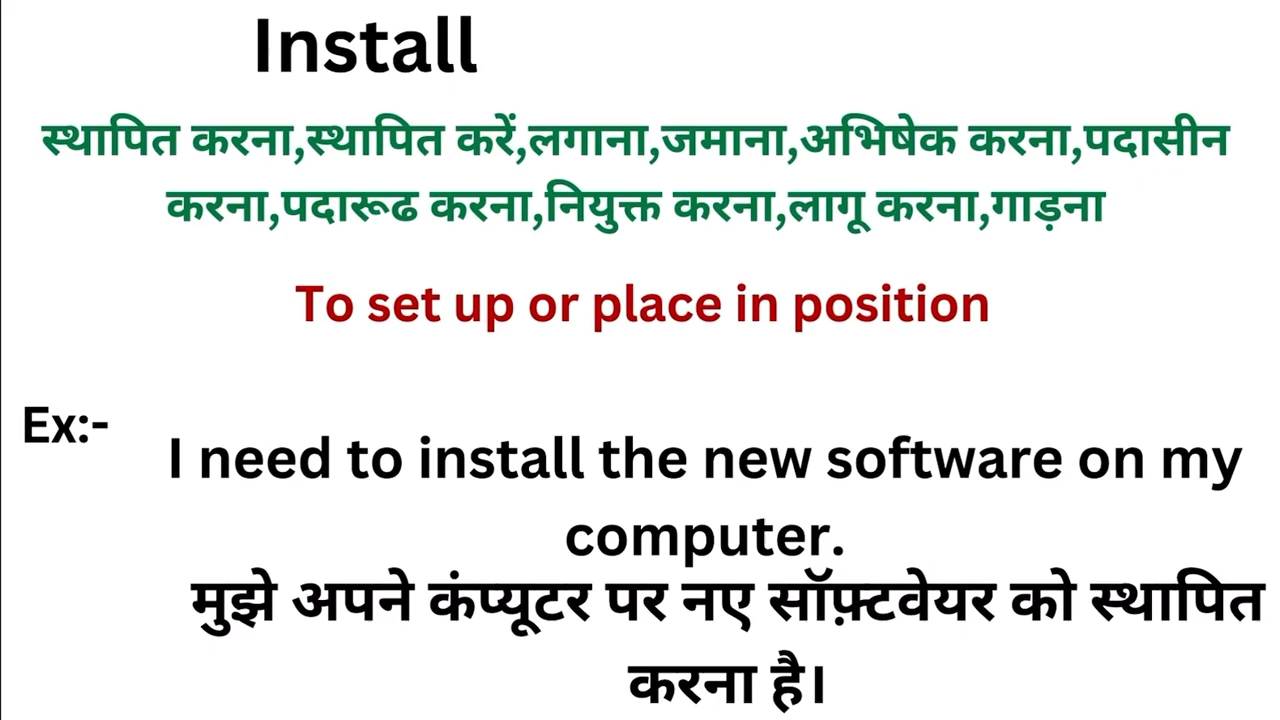 Install
स्थापित करना,स्थापित करें,लगाना,जमाना,अभिषेक करना,पदासीन
करना,पदारूढ करना,नियुक्त करना,लागू करना,गाड़ना
To set up or place in position
Ex:-
I need to install the new software on my
computer.
मुझे अपने कंप्यूटर पर नए सॉफ़्टवेयर को स्थापित
करना है।